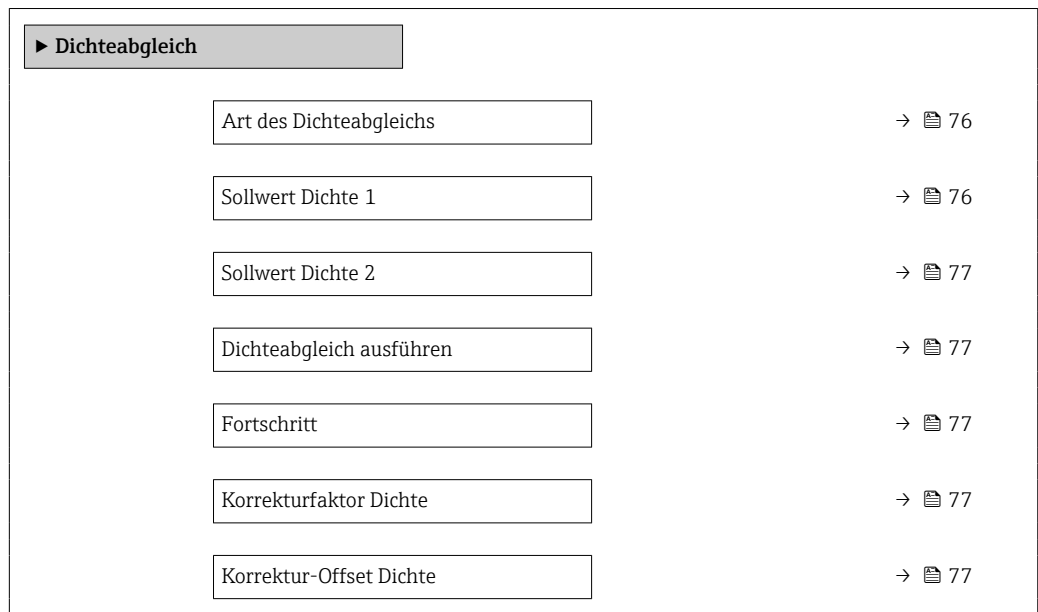 ▶ Dichteabgleich
Art des Dichteabgleichs → 76
Sollwert Dichte 1 → 76
Sollwert Dichte 2 → 77
Dichteabgleich ausführen → 77
Fortschritt → 77
Korrekturfaktor Dichte → 77
Korrektur-Offset Dichte → 77